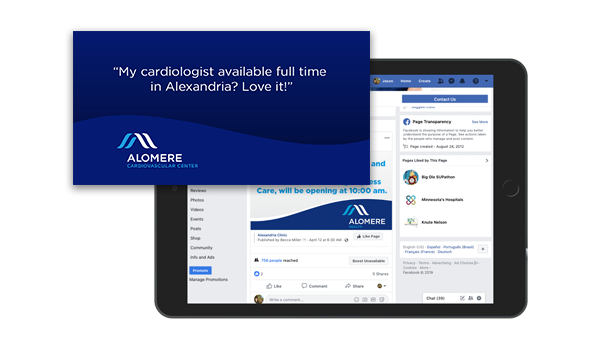 “My cardiologist available full time
in Alexandria? Love it!”
ALOMERE
CARDIOVASCULAR CENTER
Jason Home Create
Contact Us
Page Transparency See More
Facebook is showing information to help you better
understand the purpose of a Page. See actions taken
by the people who manage and post content.
Page created - August 24, 2012
Pages Liked by This Page
Big Ole SUPathon
Minnesota's Hospitals
Knute Nelson
English (US) · Español · Português (Brasil) ·
Français (France) · Deutsch
Privacy · Terms · Advertising · Ad Choices
Cookies · More
Facebook © 2019
Chat (39)
and
ess
Care, will be opening at 10:00 am.
ALOMERE
HEALTH
Alexandria Clinic
Published by Becca Miller · April 12 at 6:30 AM
Like Page
756 people reached
Boost Unavailable
2
5 Shares
Like Comment Share
Write a comment...
Reviews
Photos
Videos
Events
Posts
Shop
Community
Info and Ads
Promote
Manage Promotions